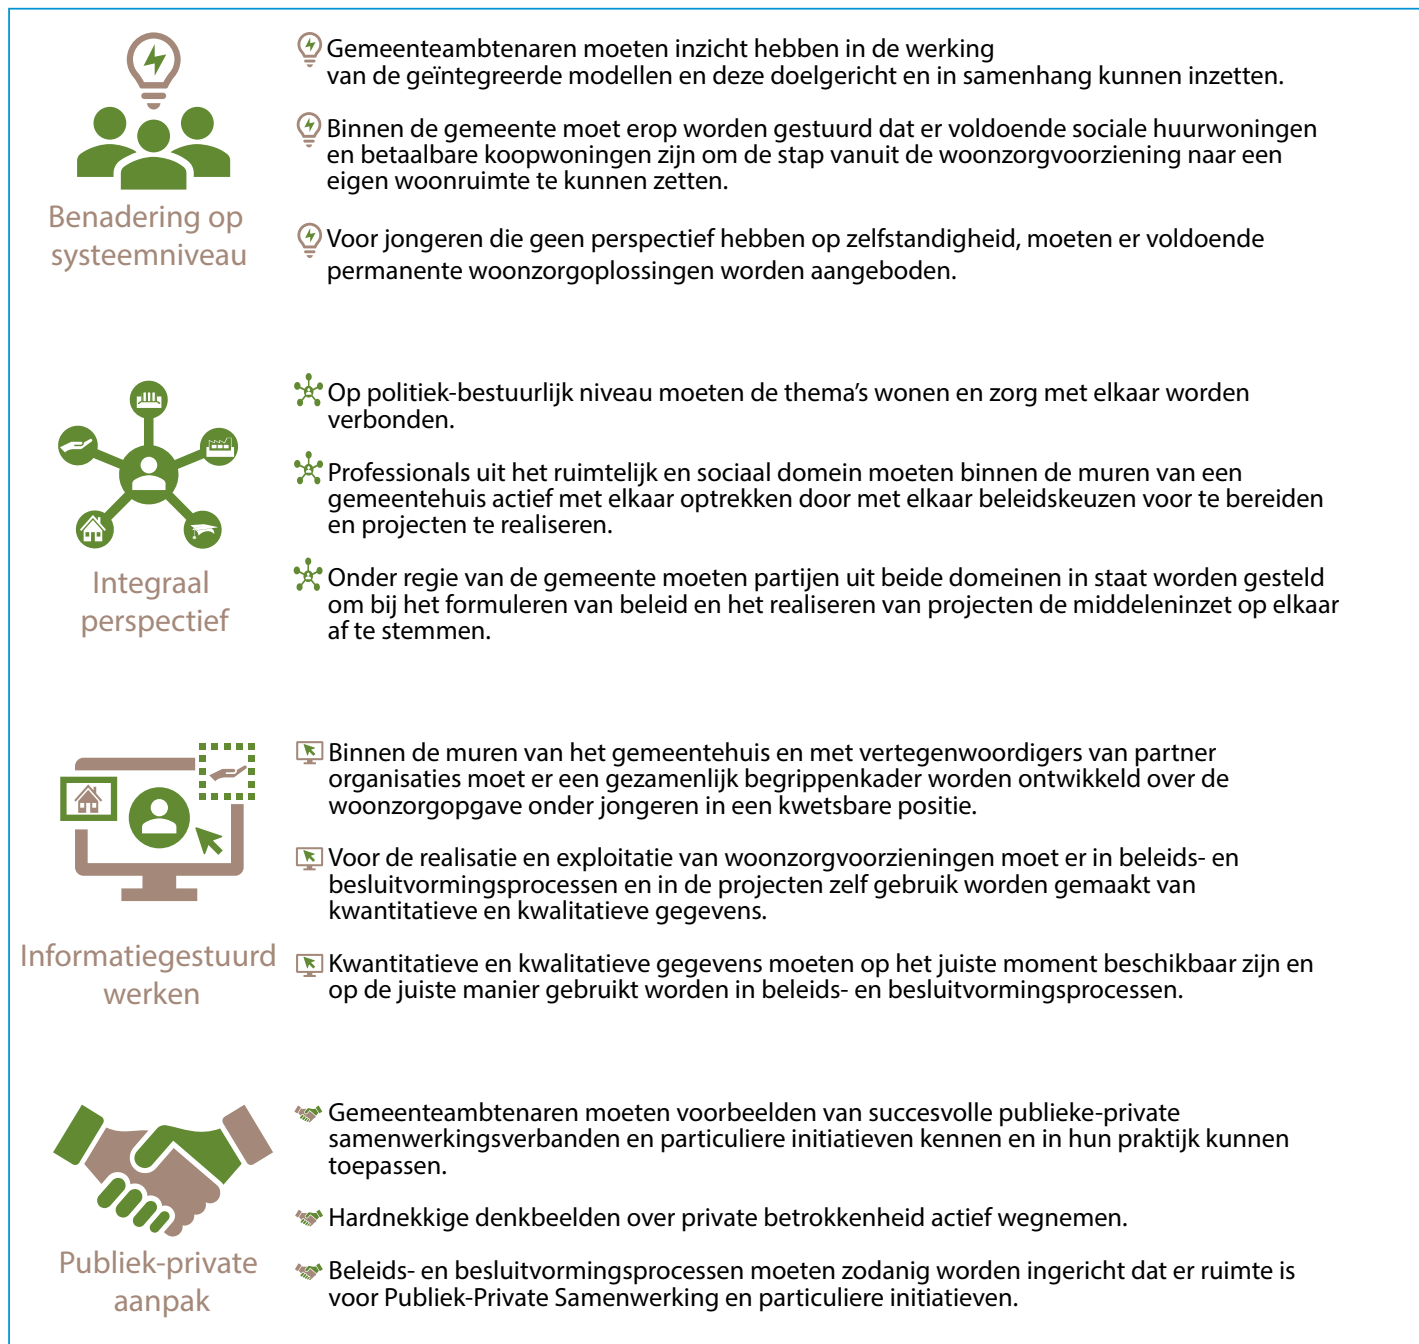 Benadering op
systeemniveau
Gemeenteambtenaren moeten inzicht hebben in de werking
van de geïntegreerde modellen en deze doelgericht en in samenhang kunnen inzetten.
Binnen de gemeente moet erop worden gestuurd dat er voldoende sociale huurwoningen
en betaalbare koopwoningen zijn om de stap vanuit de woonzorgvoorziening naar een
eigen woonruimte te kunnen zetten.
Voor jongeren die geen perspectief hebben op zelfstandigheid, moeten er voldoende
permanente woonzorgoplossingen worden aangeboden.
Integraal
perspectief
Op politiek-bestuurlijk niveau moeten de thema’s wonen en zorg met elkaar worden
verbonden.
Professionals uit het ruimtelijk en sociaal domein moeten binnen de muren van een
gemeentehuis actief met elkaar optrekken door met elkaar beleidskeuzen voor te bereiden
en projecten te realiseren.
Onder regie van de gemeente moeten partijen uit beide domeinen in staat worden gesteld
om bij het formuleren van beleid en het realiseren van projecten de middeleninzet op elkaar
af te stemmen.
Informatiegestuurd
werken
Binnen de muren van het gemeentehuis en met vertegenwoordigers van partner
organisaties moet er een gezamenlijk begrippenkader worden ontwikkeld over de
woonzorgopgave onder jongeren in een kwetsbare positie.
Voor de realisatie en exploitatie van woonzorgvoorzieningen moet er in beleids- en
besluitvormingsprocessen en in de projecten zelf gebruik worden gemaakt van
kwantitatieve en kwalitatieve gegevens.
Kwantitatieve en kwalitatieve gegevens moeten op het juiste moment beschikbaar zijn en
op de juiste manier gebruikt worden in beleids- en besluitvormingsprocessen.
Publiek-private
aanpak
Gemeenteambtenaren moeten voorbeelden van succesvolle publieke-private
samenwerkingsverbanden en particuliere initiatieven kennen en in hun praktijk kunnen
toepassen.
Hardnekkige denkbeelden over private betrokkenheid actief wegnemen.
Beleids- en besluitvormingsprocessen moeten zodanig worden ingericht dat er ruimte is
voor Publiek-Private Samenwerking en particuliere initiatieven.